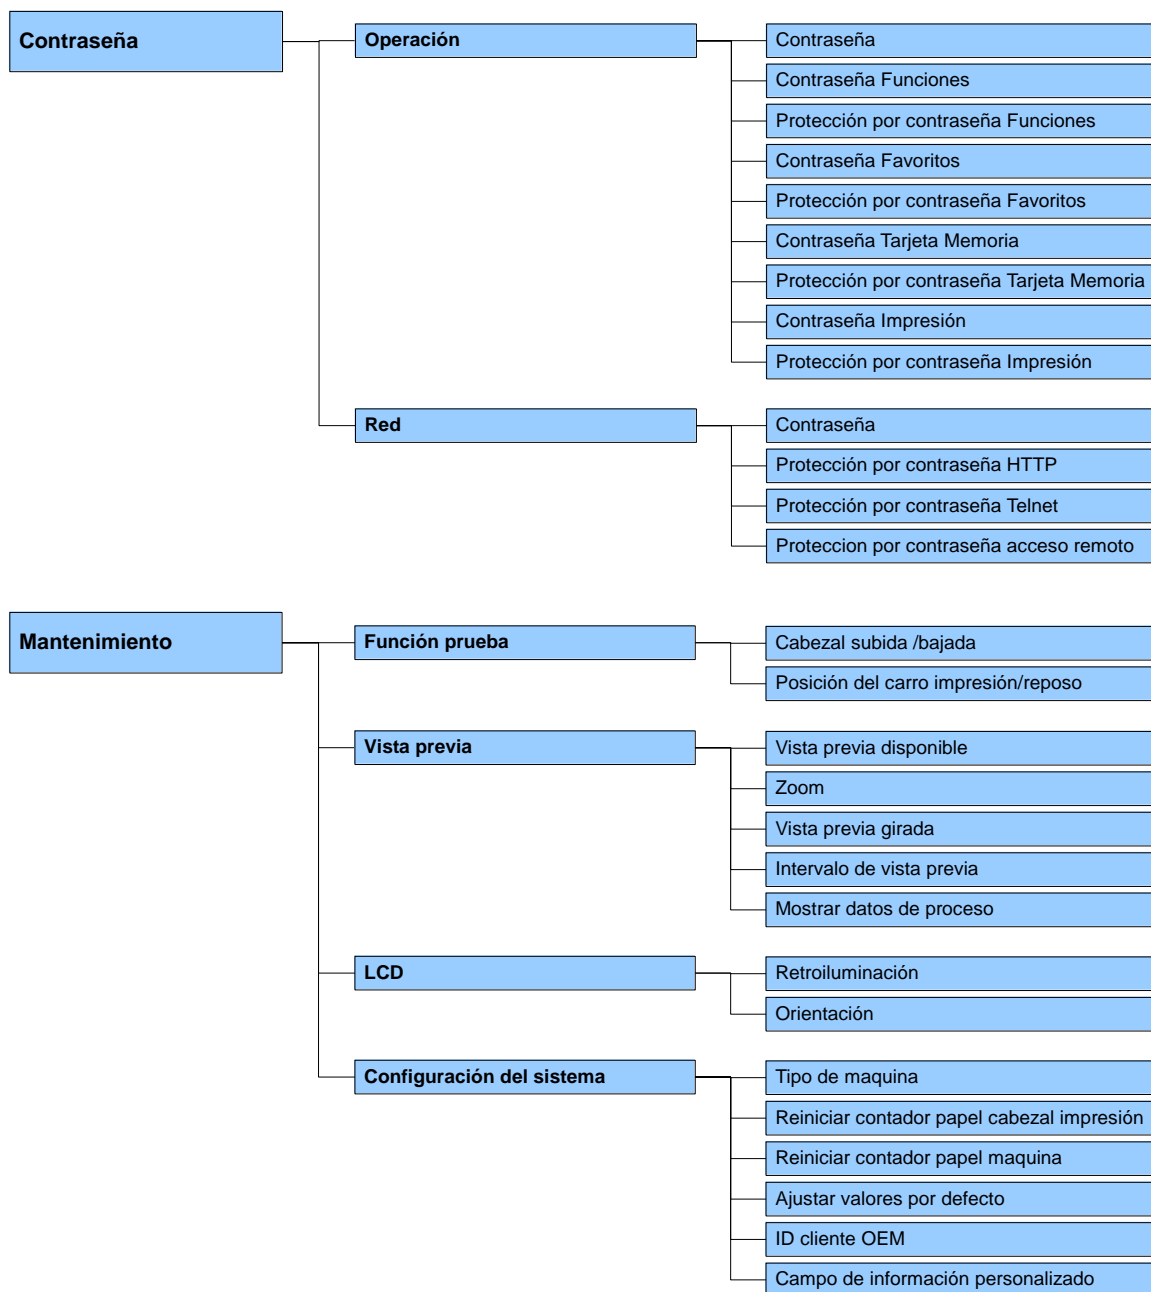 Contraseña
Operación
Contraseña
Contraseña Funciones
Protección por contraseña Funciones
Contraseña Favoritos
Protección por contraseña Favoritos
Contraseña Tarjeta Memoria
Protección por contraseña Tarjeta Memoria
Contraseña Impresión
Protección por contraseña Impresión
Red
Contraseña
Protección por contraseña HTTP
Protección por contraseña Telnet
Proteccion por contraseña acceso remoto
Mantenimiento
Función prueba
Cabezal subida /bajada
Posición del carro impresión/reposo
Vista previa
Vista previa disponible
Zoom
Vista previa girada
Intervalo de vista previa
Mostrar datos de proceso
LCD
Retroiluminación
Orientación
Configuración del sistema
Tipo de maquina
Reiniciar contador papel cabezal impresión
Reiniciar contador papel maquina
Ajustar valores por defecto
ID cliente OEM
Campo de información personalizado